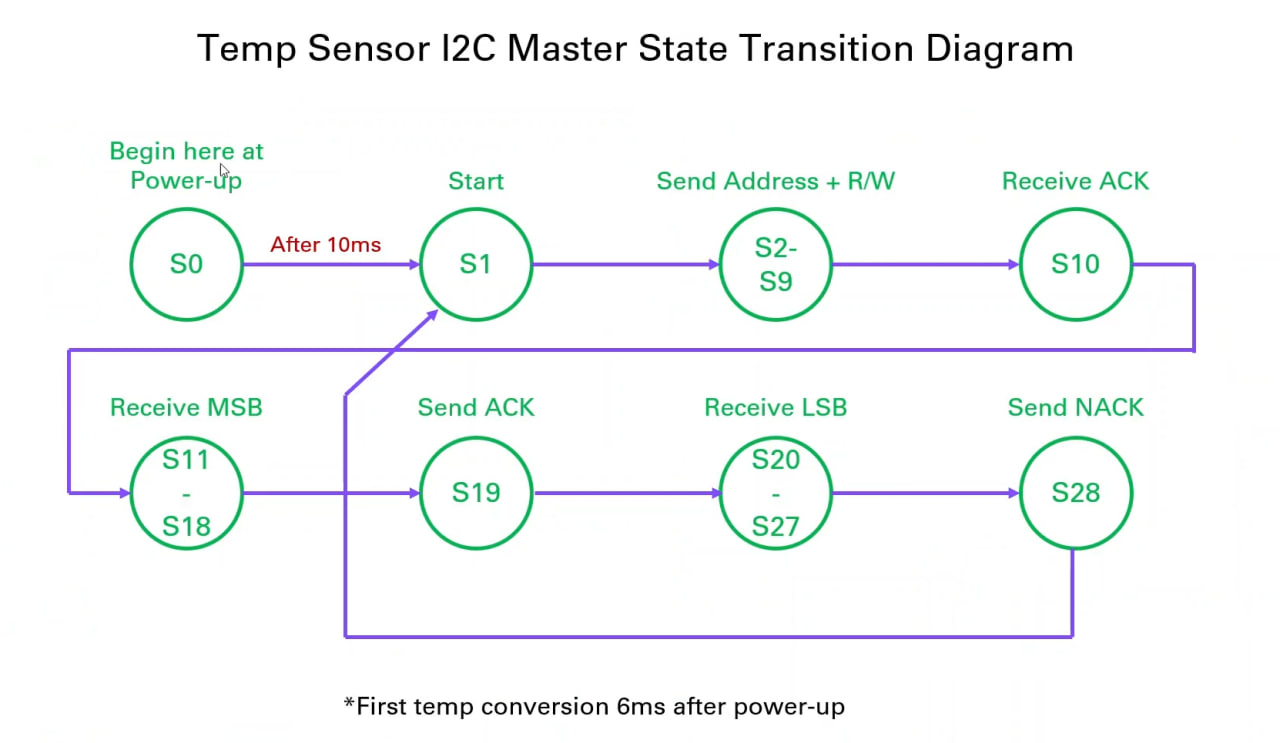 Temp Sensor I2C Master State Transition Diagram
Begin here at
Power-up
Start
Send Address + R/W
Receive ACK
S0
After 10ms
S1
S2-
S9
S10
Receive MSB
Send ACK
Receive LSB
Send NACK
S11
-
S18
S19
S20
-
S27
S28
*First temp conversion 6ms after power-up